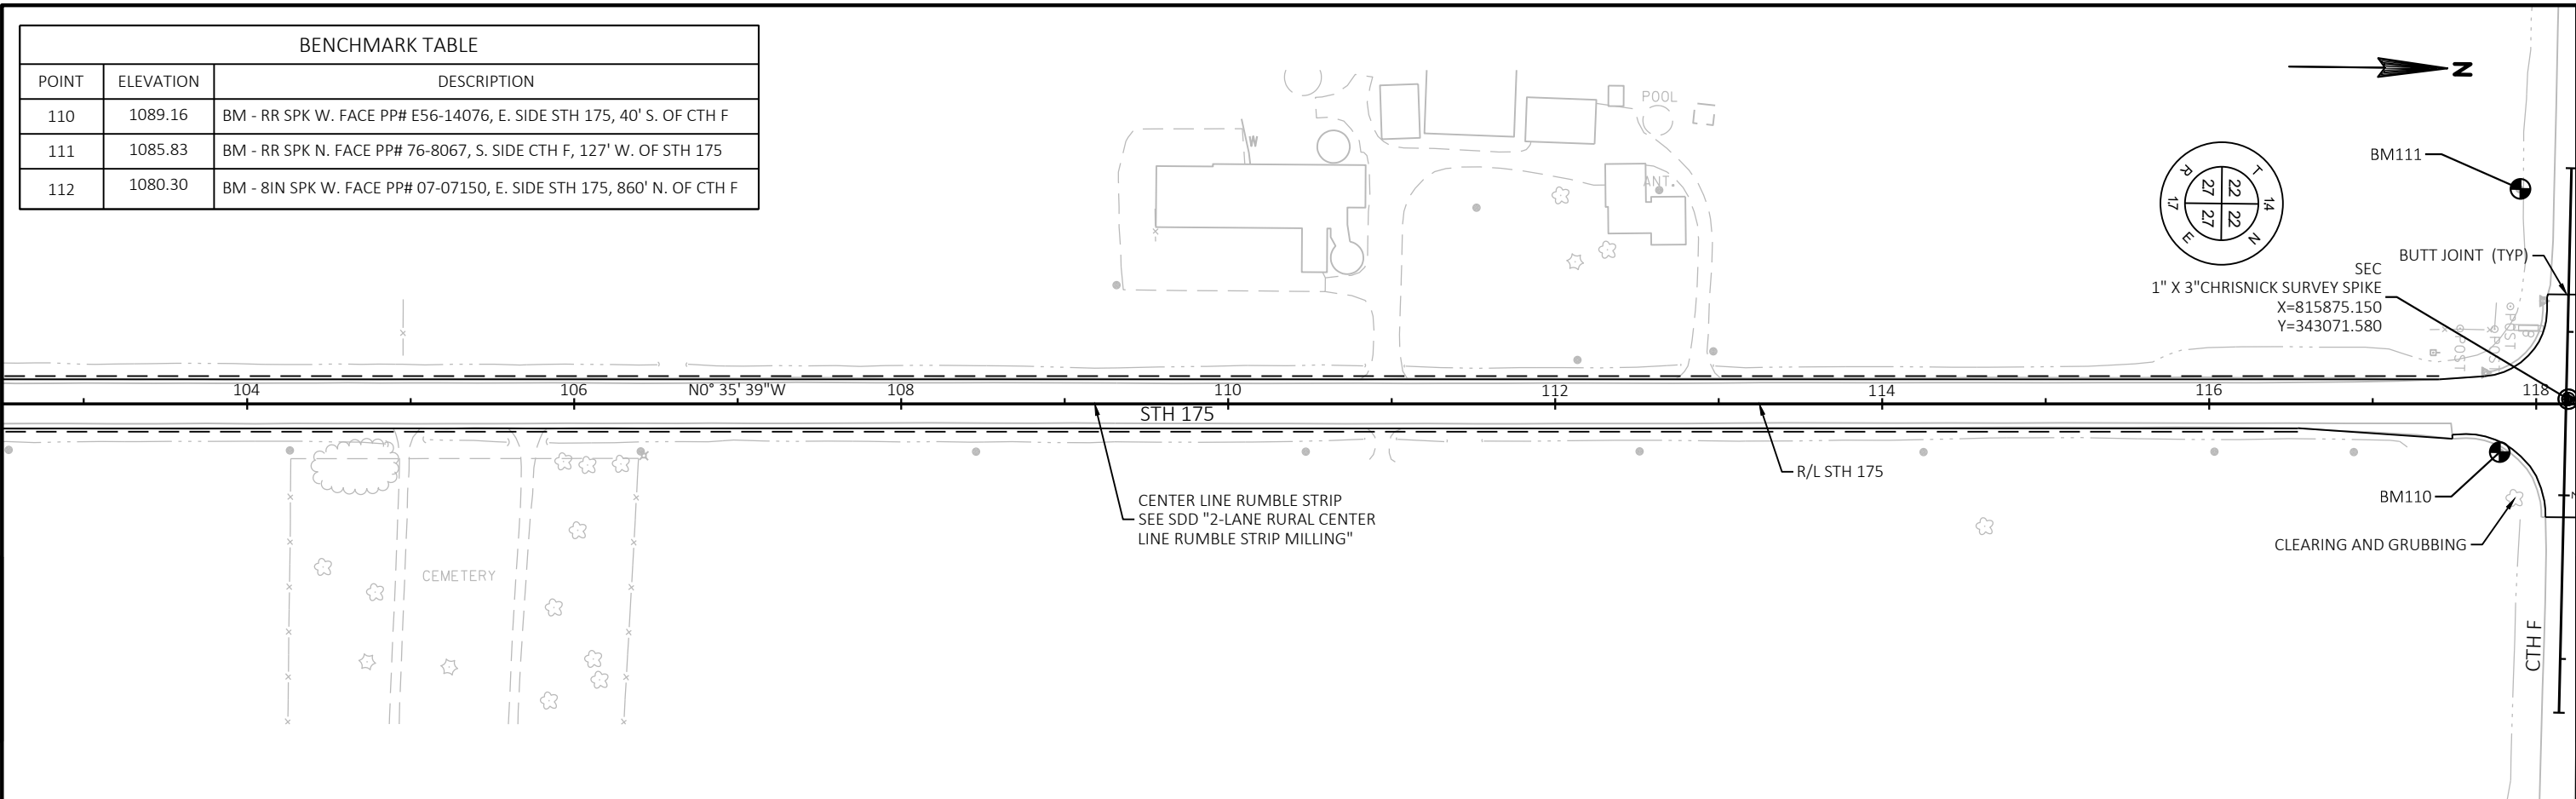 BENCHMARK TABLE
POINT ELEVATION DESCRIPTION
110 1089.16 BM - RR SPK W. FACE PP# E56-14076, E. SIDE STH 175, 40' S. OF CTH F
111 1085.83 BM - RR SPK N. FACE PP# 76-8067, S. SIDE CTH F, 127' W. OF STH 175
112 1080.30 BM - 8IN SPK W. FACE PP# 07-07150, E. SIDE STH 175, 860' N. OF CTH F
N
W
POOL
ANT.
BM111
T 14 N
R 17 E
22 22
27 27
BUTT JOINT (TYP)
SEC
1" X 3"CHRISNICK SURVEY SPIKE
X=815875.150
Y=343071.580
POST
POST
104 106 N0° 35' 39"W 108 110 112 114 116 118
STH 175
R/L STH 175
CENTER LINE RUMBLE STRIP
SEE SDD "2-LANE RURAL CENTER
LINE RUMBLE STRIP MILLING"
BM110
CLEARING AND GRUBBING
CEMETERY
CTH F